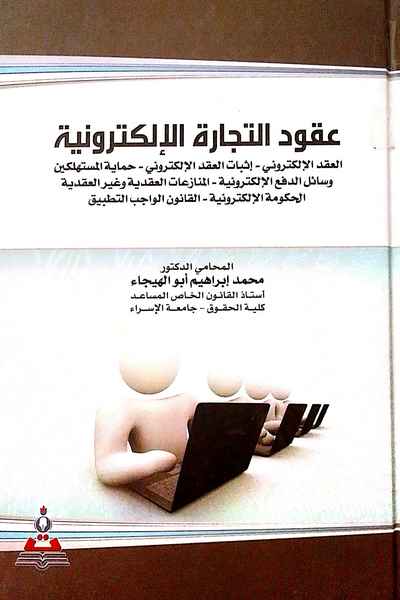 عقود التجارة الإلكترونية
العقد الإلكتروني - إثبات العقد الإلكتروني - حماية المستهلكين
وسائل الدفع الإلكترونية - المنازعات العقدية وغير العقدية
الحكومة الإلكترونية - القانون الواجب التطبيق
المحامي الدكتور
محمد إبراهيم أبو الهيجاء
أستاذ القانون الخاص المساعد
كلية الحقوق - جامعة الإسراء